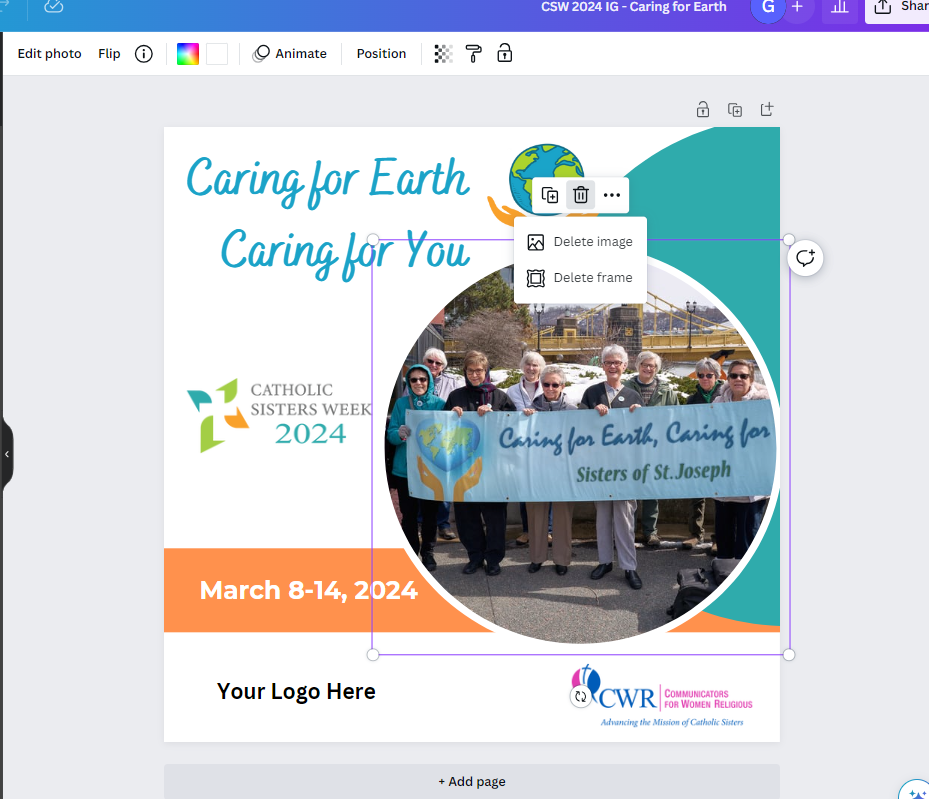 CSW 2024 IG - Caring for Earth
G
+
Edit photo
Flip
Animate
Position
Caring for Earth
Caring for You
Delete image
Delete frame
CATHOLIC
SISTERS WEEK
2024
Caring for Earth, Caring for
Sisters of St. Joseph
March 8-14, 2024
Your Logo Here
CWR
COMMUNICATORS
FOR WOMEN RELIGIOUS
Advancing the Mission of Catholic Sisters
+ Add page